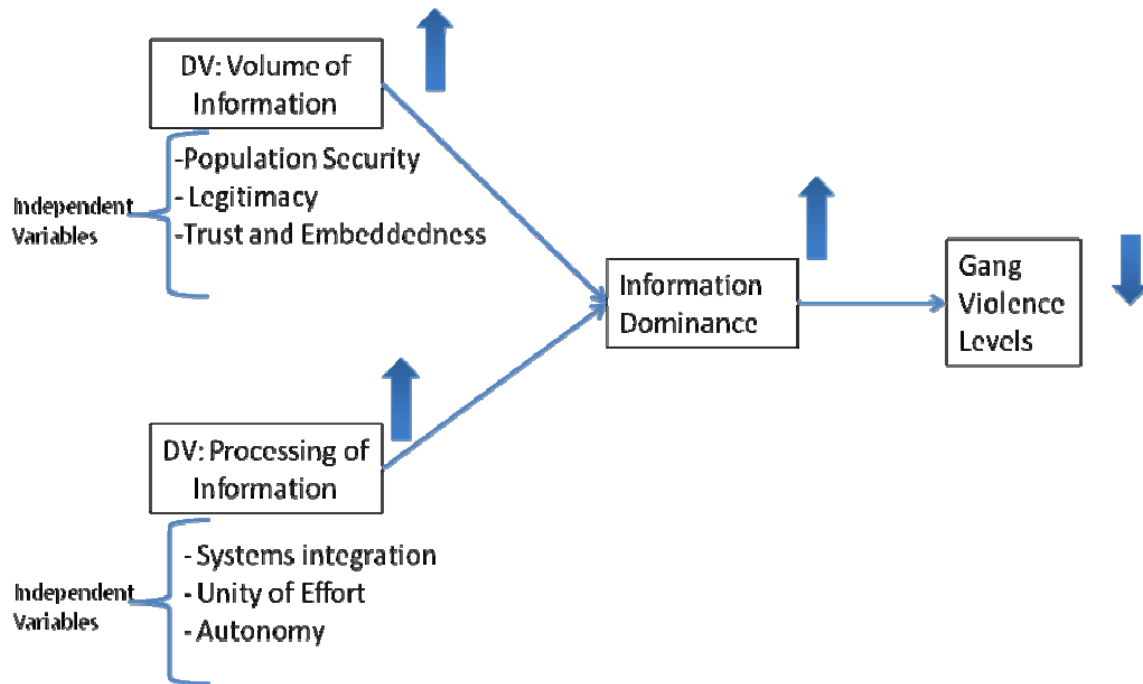 DV: Volume of
Information
Independent
Variables
-Population Security
- Legitimacy
-Trust and Embeddedness
Information
Dominance
Gang
Violence
Levels
DV: Processing of
Information
Independent
Variables
- Systems integration
- Unity of Effort
- Autonomy